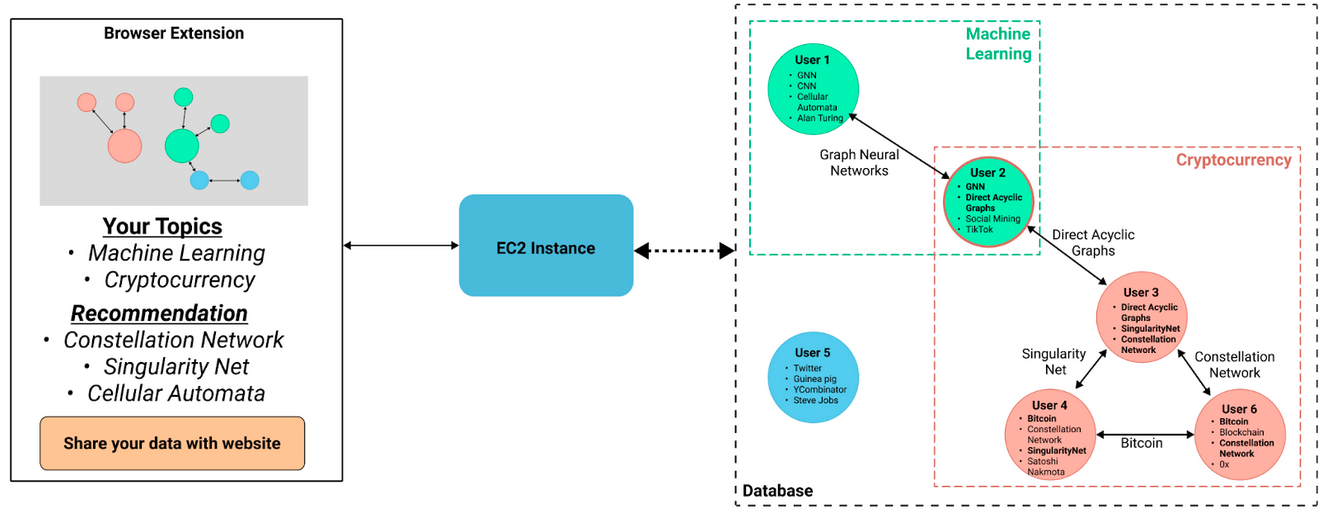 Browser Extension
Your Topics
• Machine Learning
• Cryptocurrency
Recommendation
• Constellation Network
• Singularity Net
• Cellular Automata
Share your data with website
EC2 Instance
Machine
Learning
User 1
• GNN
• CNN
• Cellular
Automata
• Alan Turing
Graph Neural
Networks
Cryptocurrency
User 2
• GNN
• Direct Acyclic
Graphs
• Social Mining
• TikTok
Direct Acyclic
Graphs
User 3
• Direct Acyclic
Graphs
• SingularityNet
• Constellation
Network
User 5
• Twitter
• Guinea pig
• YCombinator
• Steve Jobs
Singularity
Net
Constellation
Network
User 4
• Bitcoin
• Constellation
Network
• SingularityNet
• Satoshi
Nakmota
Bitcoin
User 6
• Bitcoin
• Blockchain
• Constellation
Network
• 0x
Database